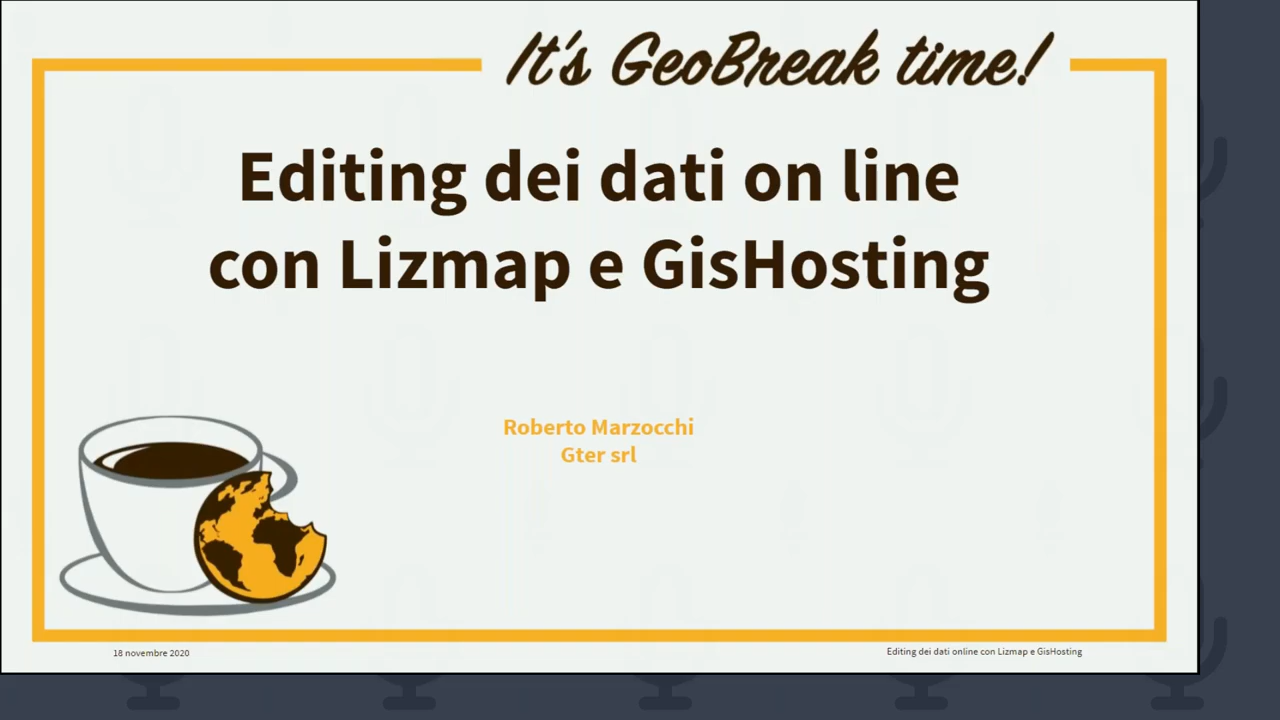 It's GeoBreak time!
Editing dei dati on line
con Lizmap e GisHosting
Roberto Marzocchi
Gter srl
18 novembre 2020
Editing dei dati online con Lizmap e GisHosting